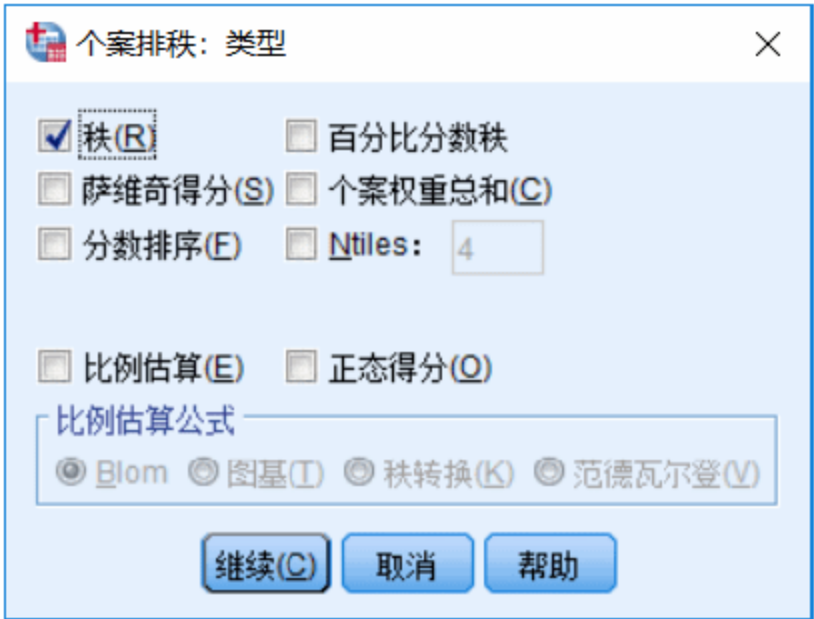 个案排秩：类型
秩(R) 百分比分数秩
萨维奇得分(S) 个案权重总和(C)
分数排序(F) Ntiles： 4
比例估算(E) 正态得分(O)
比例估算公式
Blom 图基(T) 秩转换(K) 范德瓦尔登(V)
继续(C) 取消 帮助